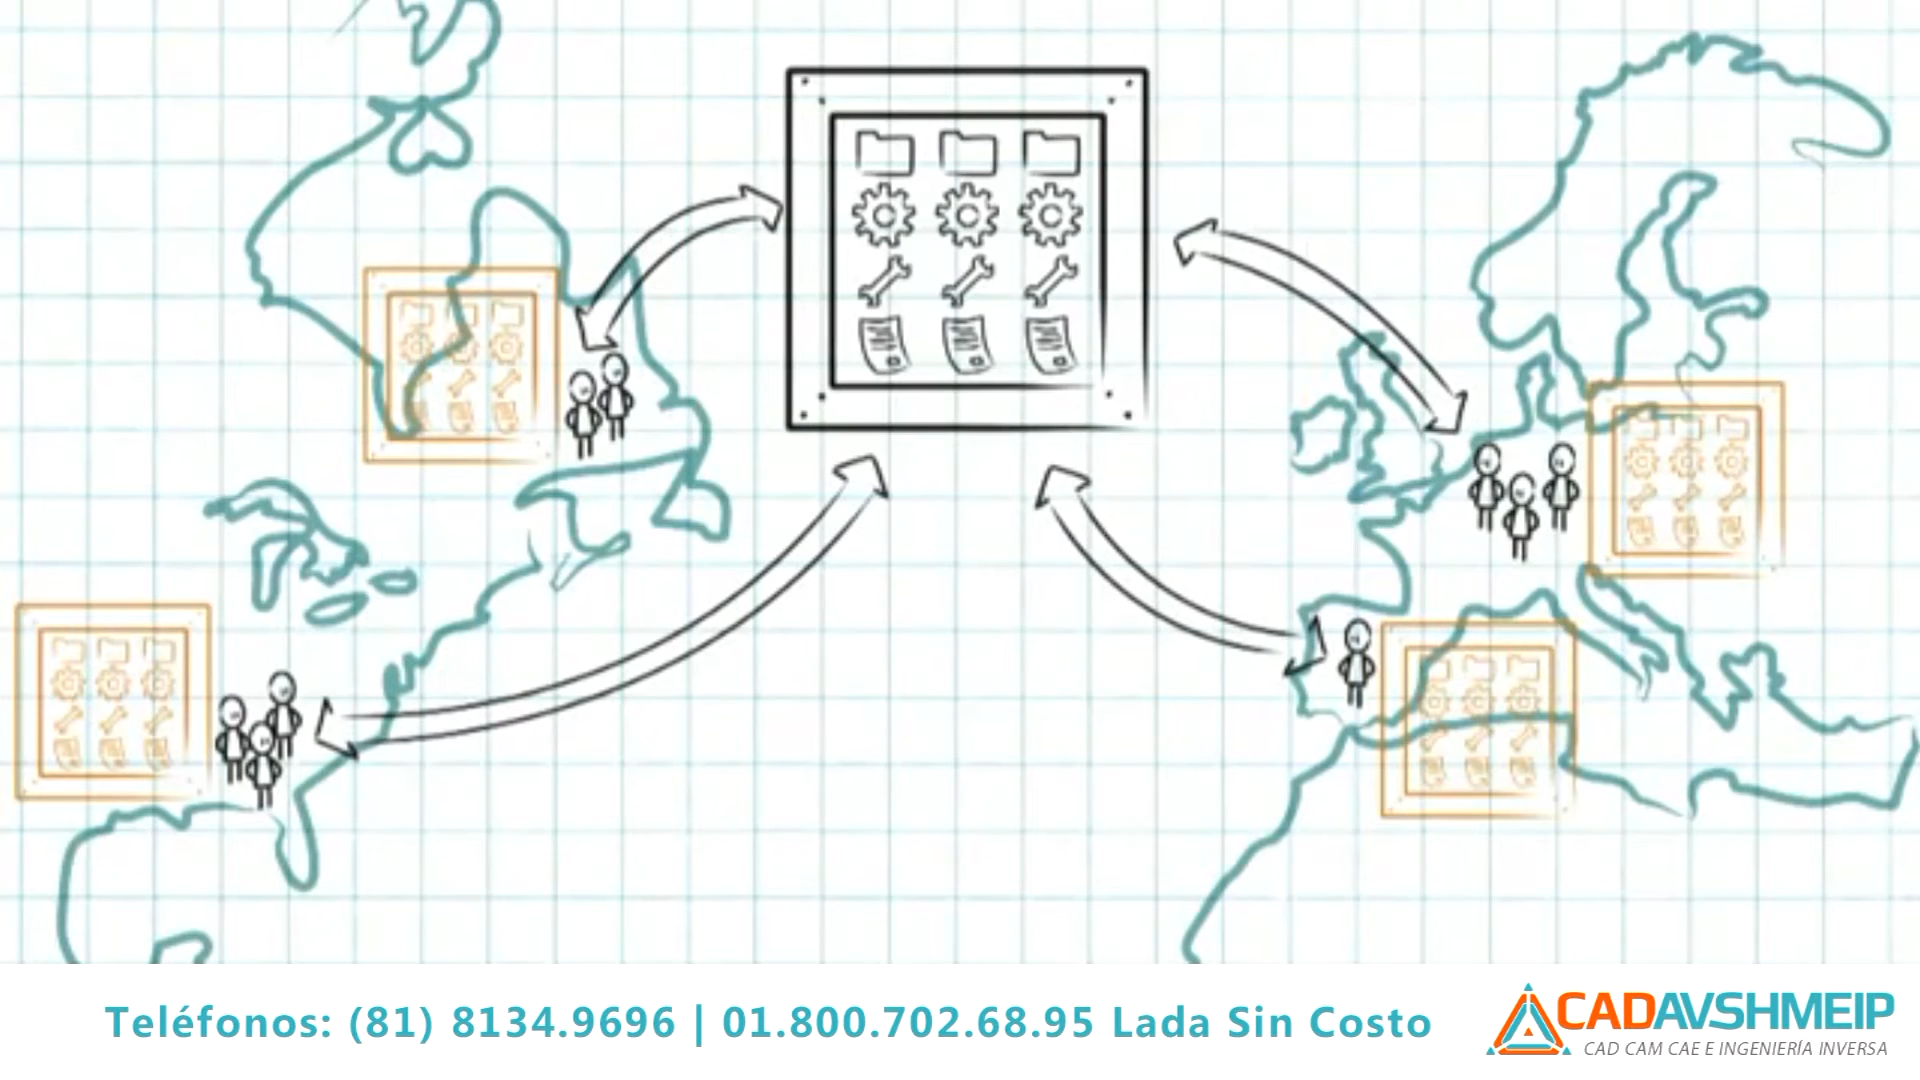 Teléfonos: (81) 8134.9696 | 01.800.702.68.95 Lada Sin Costo
CADAVSHMEIP
CAD CAM CAE E INGENIERÍA INVERSA